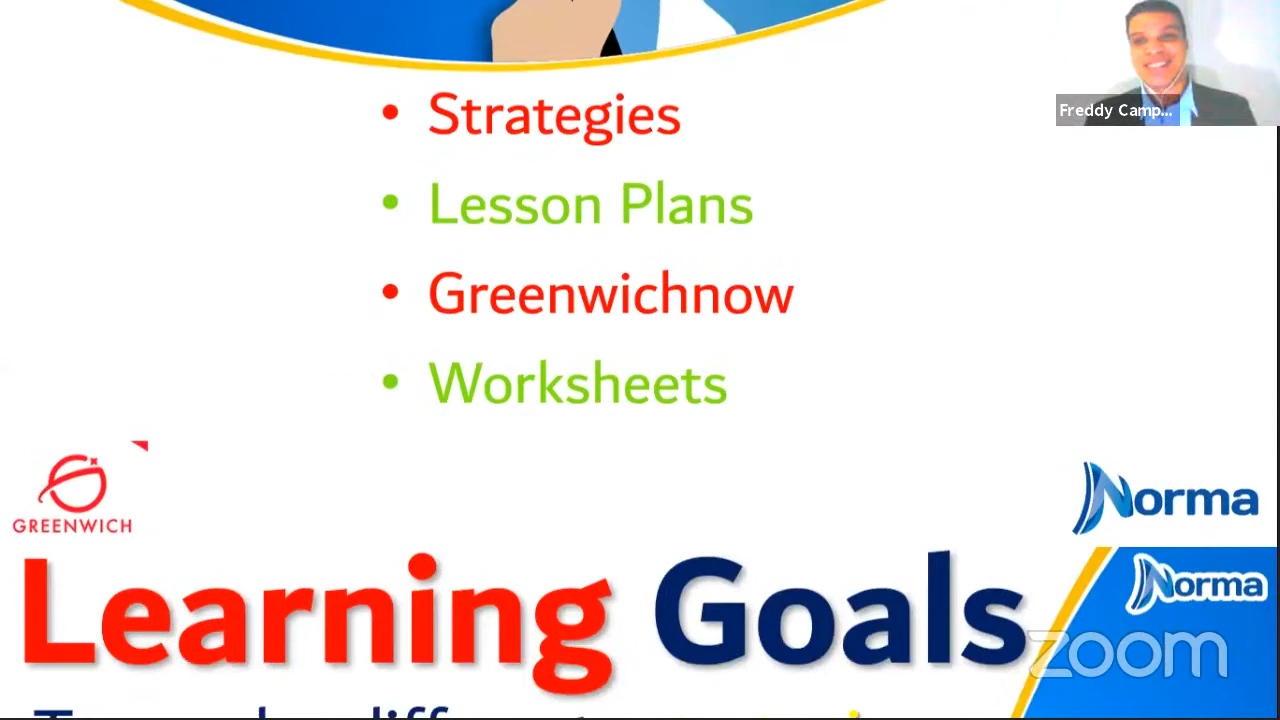 Freddy Camp...
• Strategies
• Lesson Plans
• Greenwichnow
• Worksheets
GREENWICH
Norma
Learning Goals
Norma
zoom